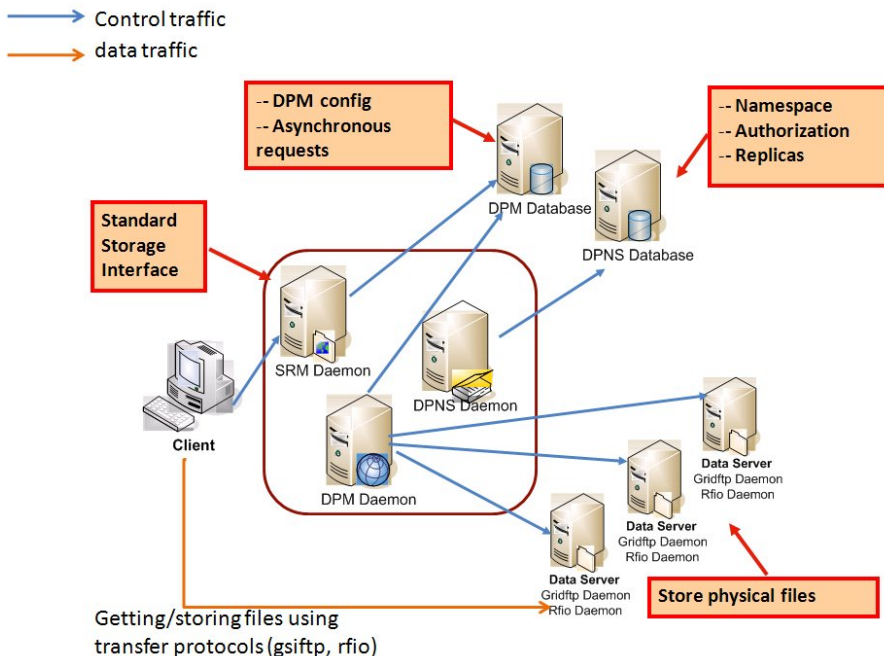 Control traffic
data traffic
-- DPM config
-- Asynchronous
requests
-- Namespace
-- Authorization
-- Replicas
DPM Database
DPNS Database
Standard
Storage
Interface
SRM Daemon
DPNS Daemon
Client
DPM Daemon
Data Server
Gridftp Daemon
Rfio Daemon
Data Server
Gridftp Daemon
Rfio Daemon
Data Server
Gridftp Daemon
Rfio Daemon
Store physical files
Getting/storing files using
transfer protocols (gsiftp, rfio)